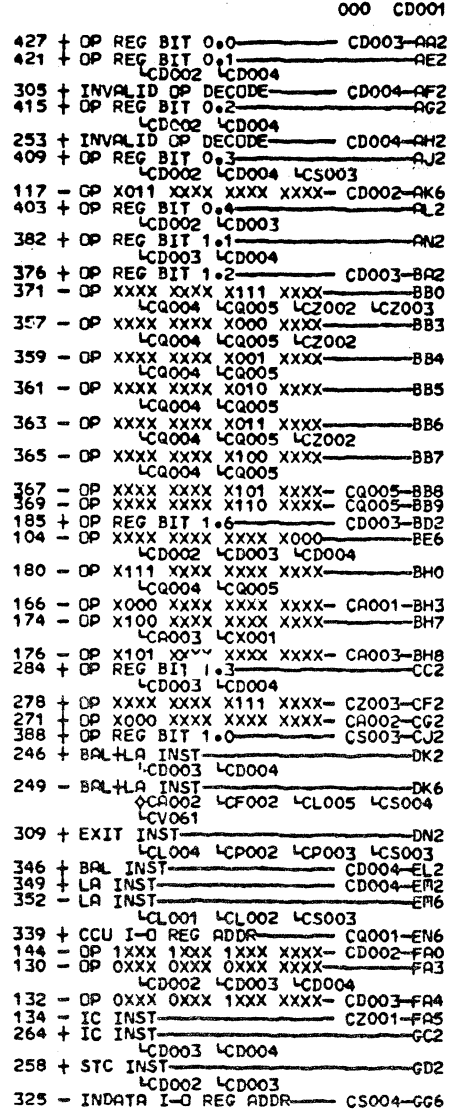 000 CD001
427 + OP REG BIT 0.0 CD003-AA2
421 + OP REG BIT 0.1 AE2
CD002 CD004
305 + INVALID OP DECODE CD004-AF2
415 + OP REG BIT 0.2 AG2
CD002 CD004
253 + INVALID OP DECODE CD004-AH2
409 + OP REG BIT 0.3 AJ2
CD002 CD004 CS003
117 - OP X011 XXXX XXXX XXXX- CD002-AK6
403 + OP REG BIT 0.4 AL2
CD002 CD003
382 + OP REG BIT 1.1 AN2
CD003 CD004
376 + OP REG BIT 1.2 CD003-BA2
371 - OP XXXX XXXX X111 XXXX BB0
CQ004 CQ005 CZ002 CZ003
357 - OP XXXX XXXX X000 XXXX BB3
CQ004 CQ005 CZ002
359 - OP XXXX XXXX X001 XXXX BB4
CQ004 CQ005
361 - OP XXXX XXXX X010 XXXX BB5
CQ004 CQ005
363 - OP XXXX XXXX X011 XXXX BB6
CQ004 CQ005 CZ002
365 - OP XXXX XXXX X100 XXXX BB7
CQ004 CQ005
367 - OP XXXX XXXX X101 XXXX- CQ005-BB8
369 - OP XXXX XXXX X110 XXXX- CQ005-BB9
185 + OP REG BIT 1.6 CD003-BD2
104 - OP XXXX XXXX XXXX X000 BE6
CD002 CD003 CD004
180 - OP X111 XXXX XXXX XXXX BH0
CQ004 CQ005
166 - OP X000 XXXX XXXX XXXX- CA001-BH3
174 - OP X100 XXXX XXXX XXXX BH7
CA003 CX001
176 - OP X101 XXXX XXXX XXXX- CA003-BH8
284 + OP REG BIT 1.3 CC2
CD003 CD004
278 + OP XXXX XXXX X111 XXXX- CZ003-CF2
271 + OP X000 XXXX XXXX XXXX- CA002-CG2
388 + OP REG BIT 1.0 CS003-CJ2
246 + BAL+LA INST DK2
CD003 CD004
249 - BAL+LA INST DK6
CA002 CF002 CL005 CS004
CV061
309 + EXIT INST DN2
CL004 CP002 CP003 CS003
346 + BAL INST CD004-EL2
349 + LA INST CD004-EM2
352 - LA INST EM6
CL001 CL002 CS003
339 + CCU I-O REG ADDR CQ001-EN6
144 - OP 1XXX 1XXX 1XXX XXXX- CD002-FA0
130 - OP 0XXX 0XXX 0XXX XXXX FA3
CD002 CD003 CD004
132 - OP 0XXX 0XXX 1XXX XXXX- CD003-FA4
134 - IC INST CZ001-FA5
264 + IC INST GC2
CD003 CD004
258 + STC INST GD2
CD002 CD003
325 - INDATA I-O REG ADDR CS004-GG6